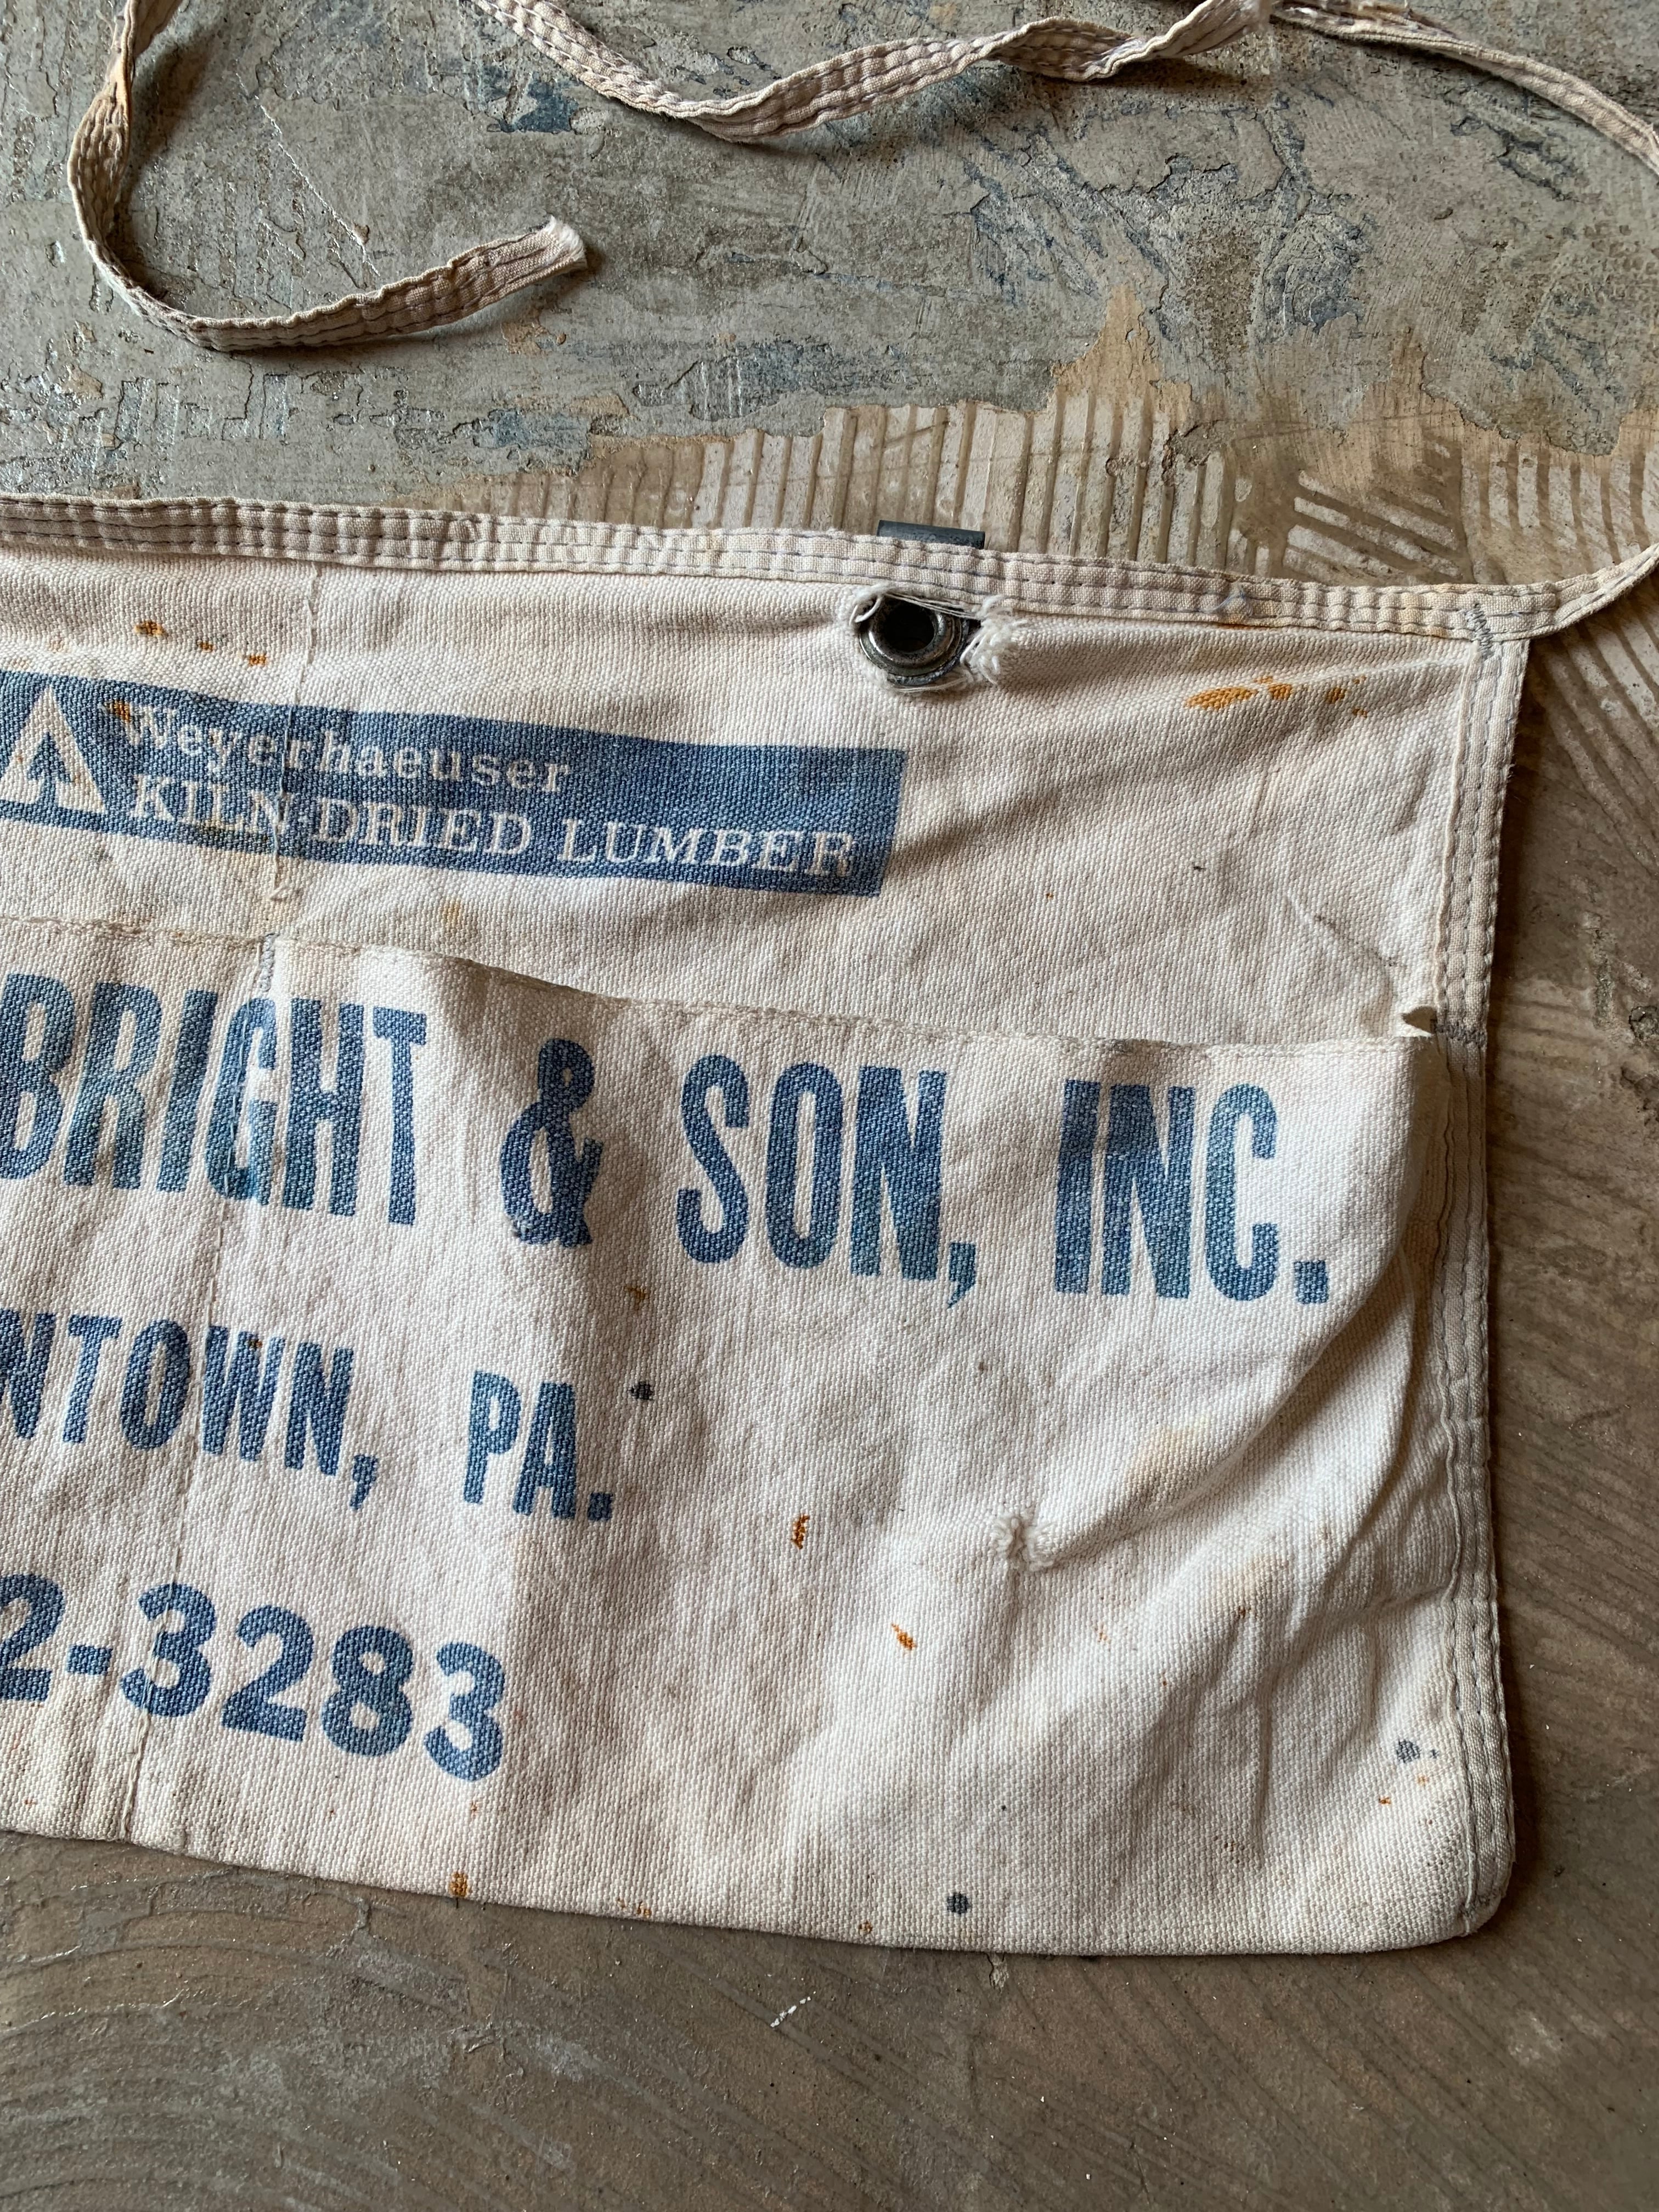 Weyerhaeuser
KILN-DRIED LUMBER
BRIGHT & SON, INC.
NTOWN, PA.
2-3283